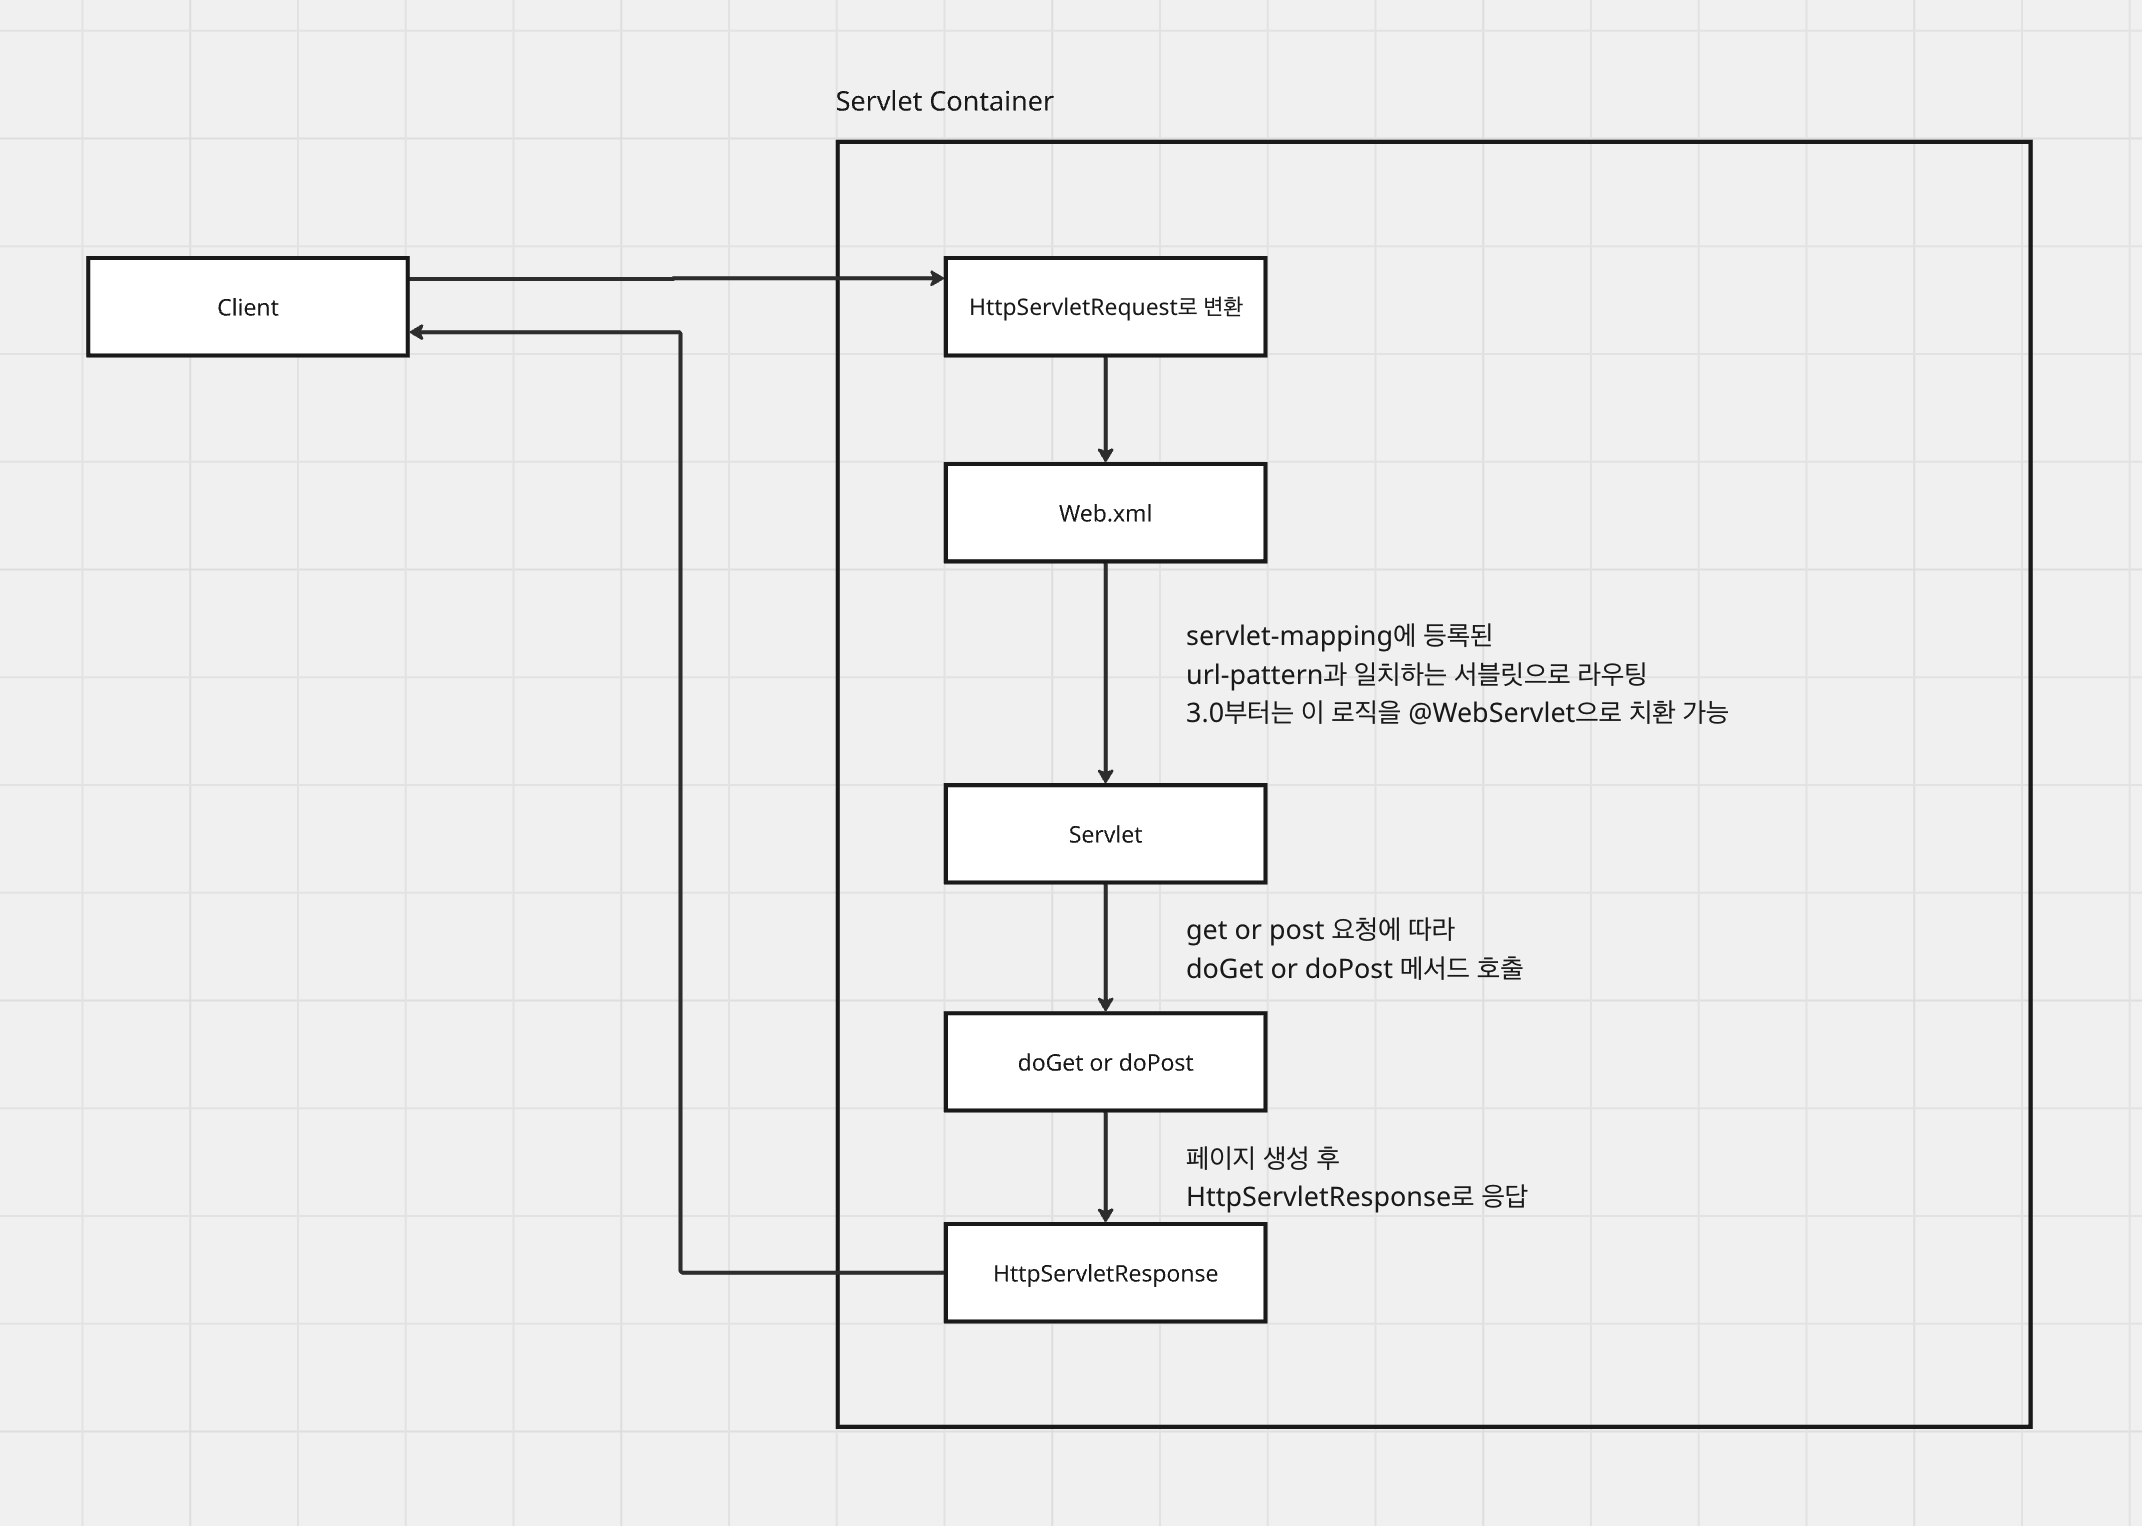 Servlet Container
Client
HttpServletRequest로 변환
Web.xml
servlet-mapping에 등록된
url-pattern과 일치하는 서블릿으로 라우팅
3.0부터는 이 로직을 @WebServlet으로 치환 가능
Servlet
get or post 요청에 따라
doGet or doPost 메서드 호출
doGet or doPost
페이지 생성 후
HttpServletResponse로 응답
HttpServletResponse